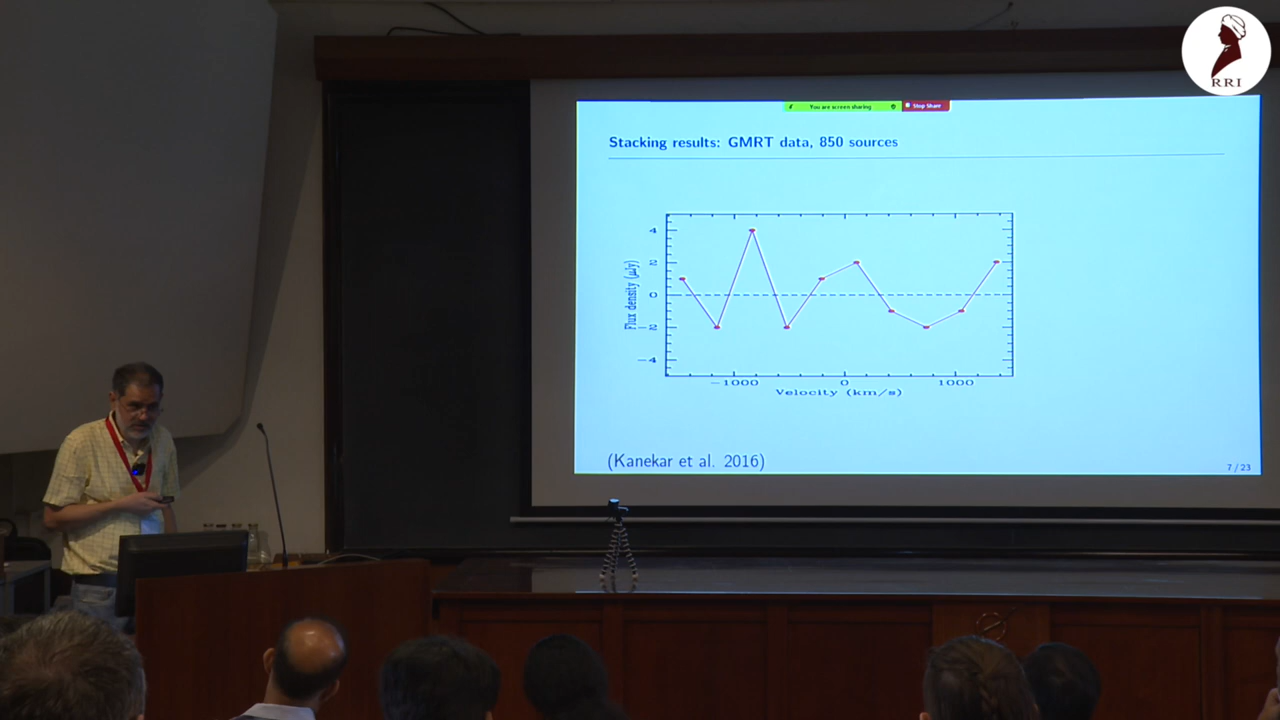 RRI
You are screen sharing
Stop Share
Stacking results: GMRT data, 850 sources
4
2
0
−2
−4
Flux density (μJy)
−1000 0 1000
Velocity (km/s)
(Kanekar et al. 2016)
7 / 23